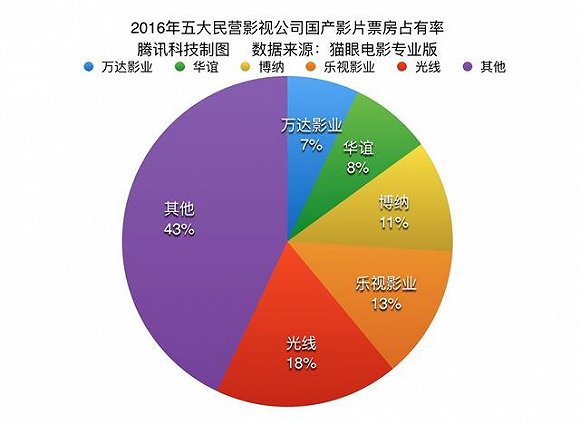 2016年五大民营影视公司国产影片票房占有率
腾讯科技制图 数据来源：猫眼电影专业版
万达影业 华谊 博纳 乐视影业 光线 其他
万达影业
7%
华谊
8%
博纳
11%
乐视影业
13%
光线
18%
其他
43%